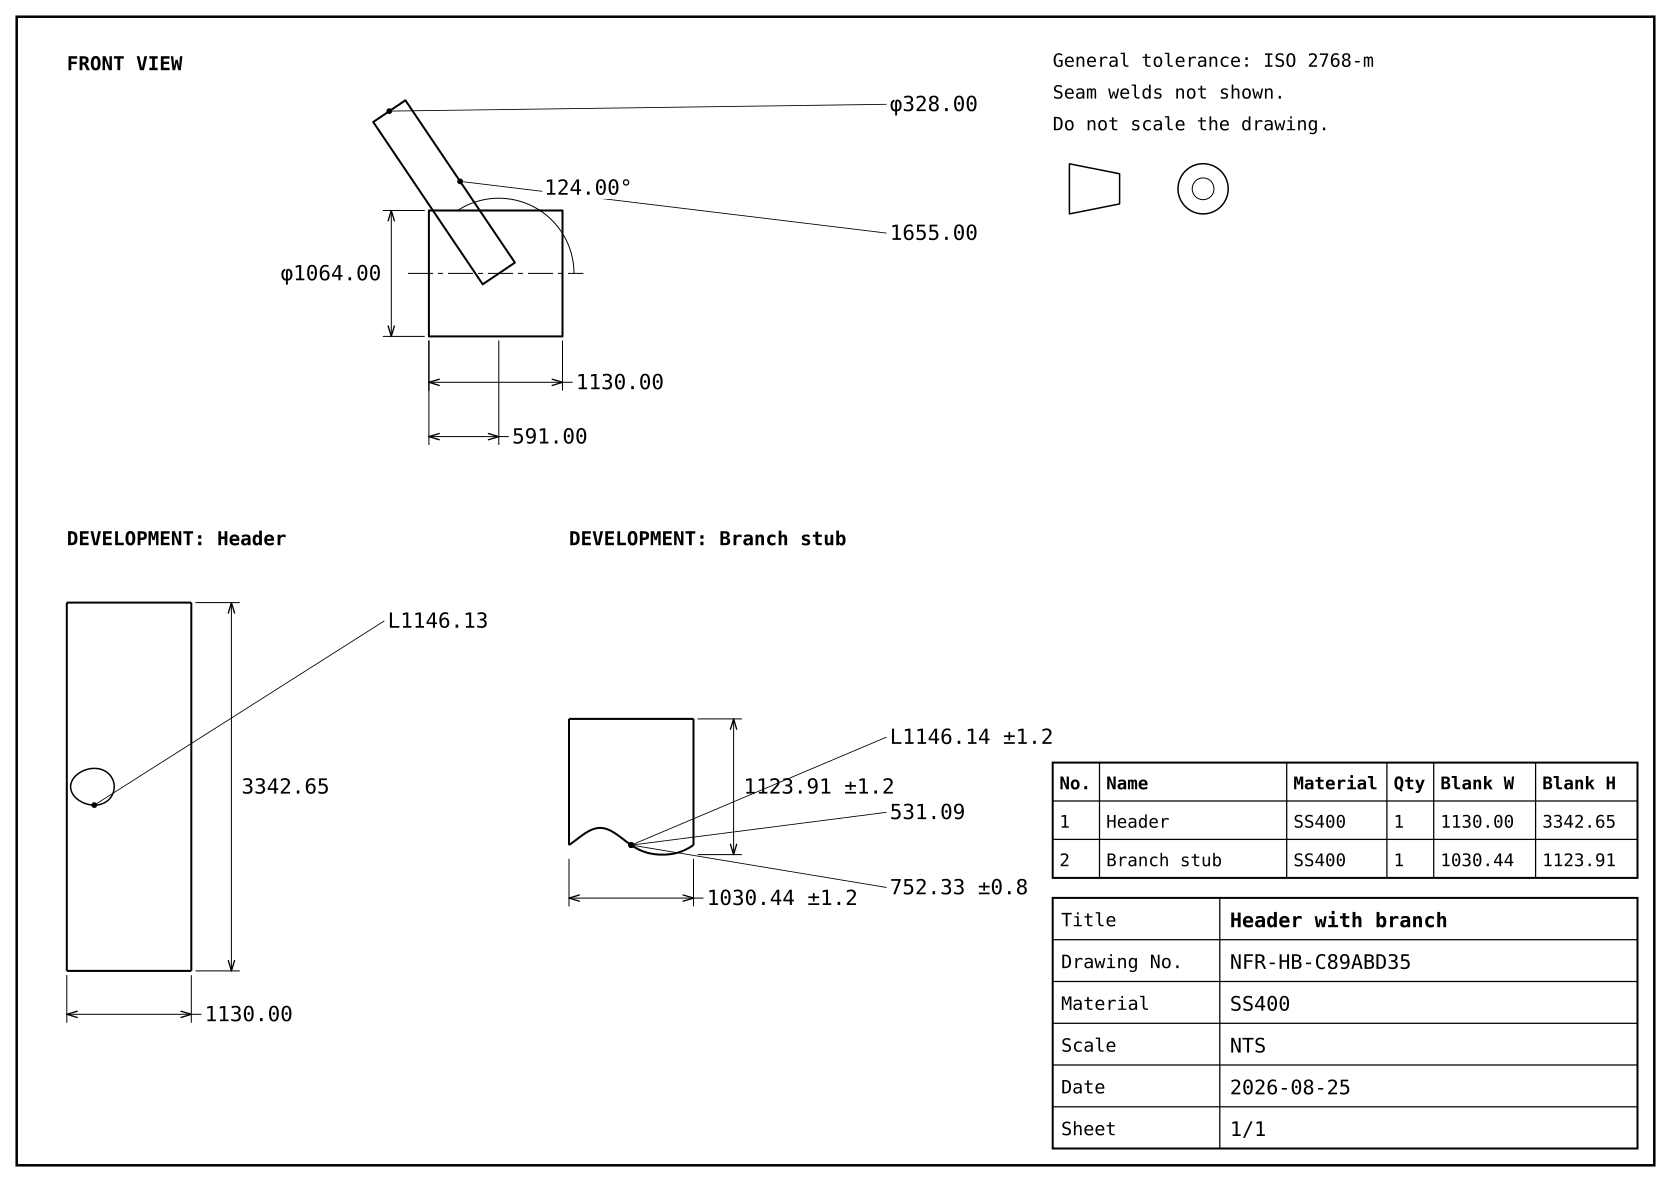 FRONT VIEW
General tolerance: ISO 2768-m
Seam welds not shown.
Do not scale the drawing.
φ328.00
124.00°
1655.00
φ1064.00
1130.00
591.00
DEVELOPMENT: Header
DEVELOPMENT: Branch stub
L1146.13
3342.65
1130.00
L1146.14 ±1.2
1123.91 ±1.2
531.09
752.33 ±0.8
1030.44 ±1.2
No. Name Material Qty Blank W Blank H
1 Header SS400 1 1130.00 3342.65
2 Branch stub SS400 1 1030.44 1123.91
Title Header with branch
Drawing No. NFR-HB-C89ABD35
Material SS400
Scale NTS
Date 2026-08-25
Sheet 1/1